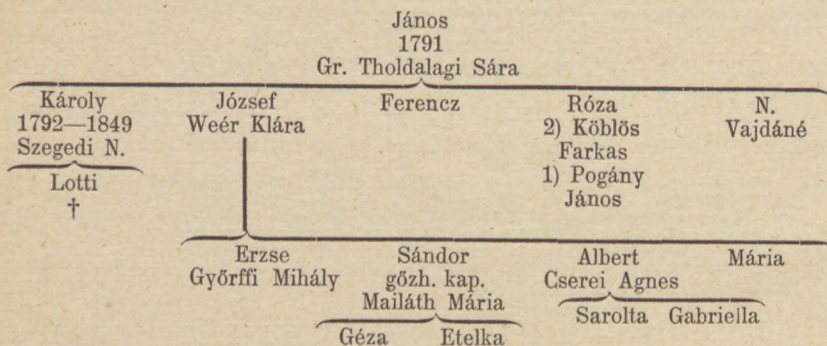 János
1791
Gr. Tholdalagi Sára
Károly József Ferencz Róza N.
1792—1849 Weér Klára 2) Köblös Vajdáné
Szegedi N. Farkas
Lotti 1) Pogány
† János
Erzse Sándor Albert Mária
Győrffi Mihály gőzh. kap. Cserei Agnes
Mailáth Mária
Sarolta Gabriella
Géza Etelka